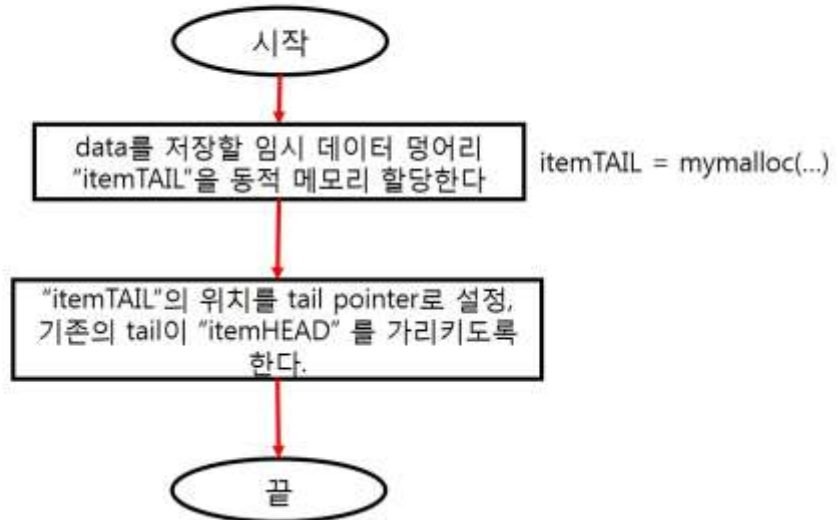 시작
data를 저장할 임시 데이터 덩어리
“itemTAIL”을 동적 메모리 할당한다
itemTAIL = mymalloc(...)
“itemTAIL”의 위치를 tail pointer로 설정,
기존의 tail이 “itemHEAD” 를 가리키도록
한다.
끝